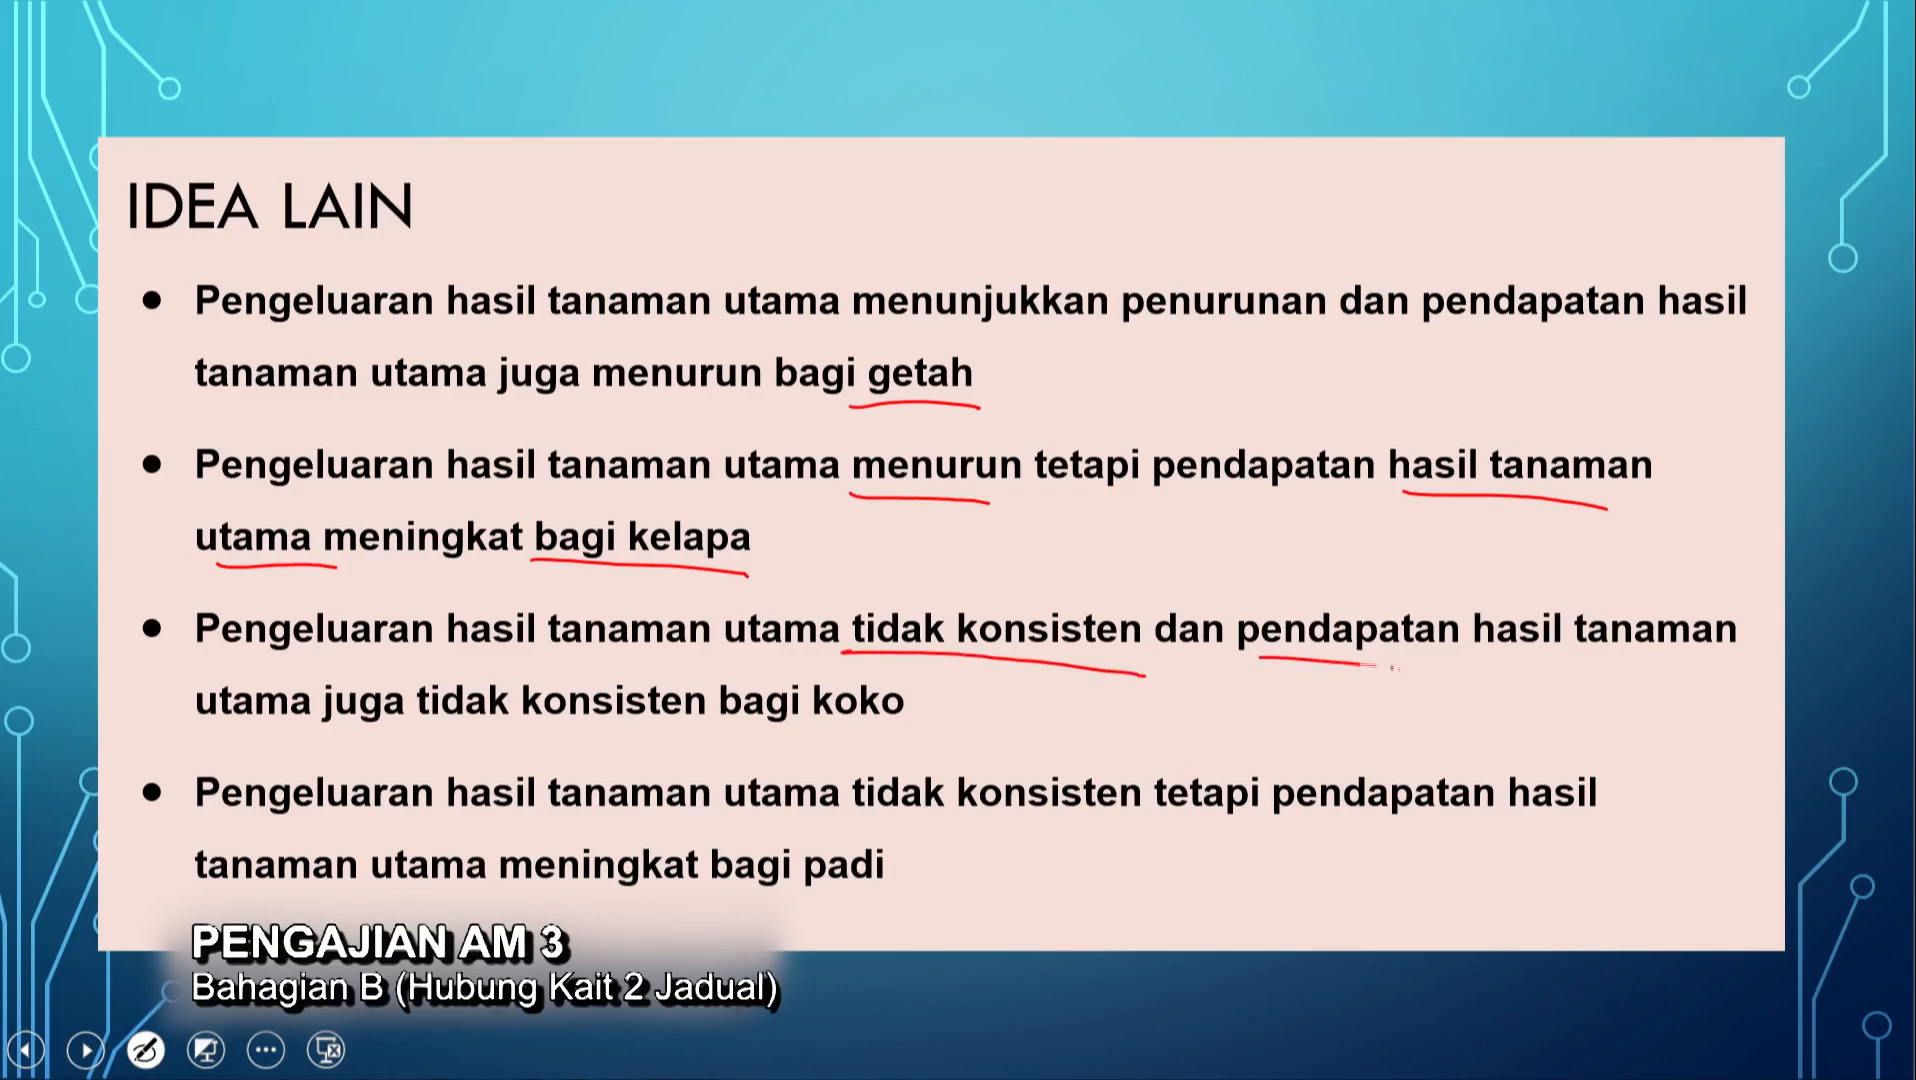 IDEA LAIN
● Pengeluaran hasil tanaman utama menunjukkan penurunan dan pendapatan hasil
tanaman utama juga menurun bagi getah
● Pengeluaran hasil tanaman utama menurun tetapi pendapatan hasil tanaman
utama meningkat bagi kelapa
● Pengeluaran hasil tanaman utama tidak konsisten dan pendapatan hasil tanaman
utama juga tidak konsisten bagi koko
● Pengeluaran hasil tanaman utama tidak konsisten tetapi pendapatan hasil
tanaman utama meningkat bagi padi
PENGAJIAN AM 3
Bahagian B (Hubung Kait 2 Jadual)